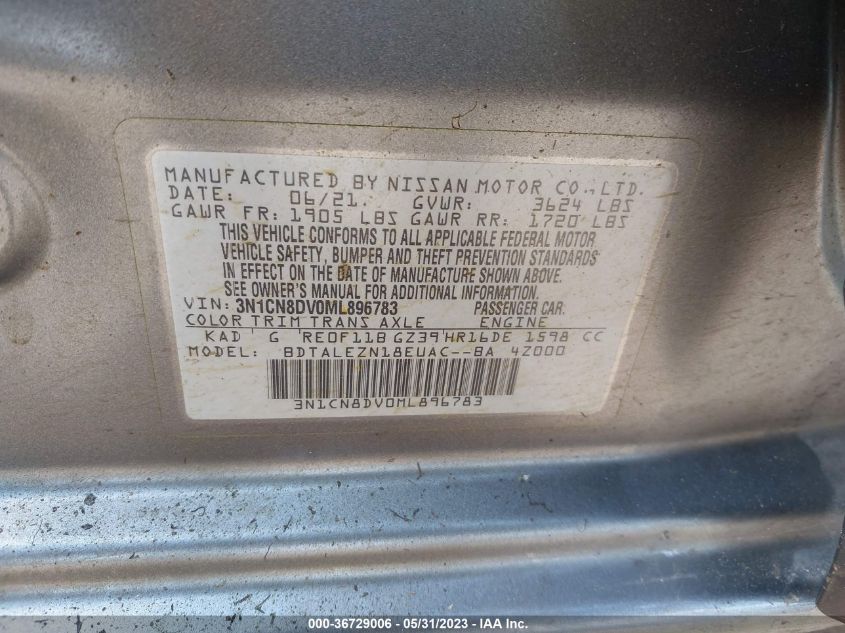 MANUFACTURED BY NISSAN MOTOR CO.,LTD.
DATE: 06/21. GVWR: 3624 LBS
GAWR FR: 1905 LBS GAWR RR: 1720 LBS
THIS VEHICLE CONFORMS TO ALL APPLICABLE FEDERAL MOTOR
VEHICLE SAFETY, BUMPER AND THEFT PREVENTION STANDARDS
IN EFFECT ON THE DATE OF MANUFACTURE SHOWN ABOVE.
SEE OWNER'S MANUAL FOR ADDITIONAL INFORMATION.
VIN: 3N1CN8DV0ML896783 PASSENGER CAR.
COLOR TRIM TRANS AXLE ENGINE
KAD G RE0F11B GZ39 HR16DE 1598 CC
MODEL: BDTALEZN18EUAC--BA 4Z000
3N1CN8DV0ML896783
000-36729006 - 05/31/2023 - IAA Inc.